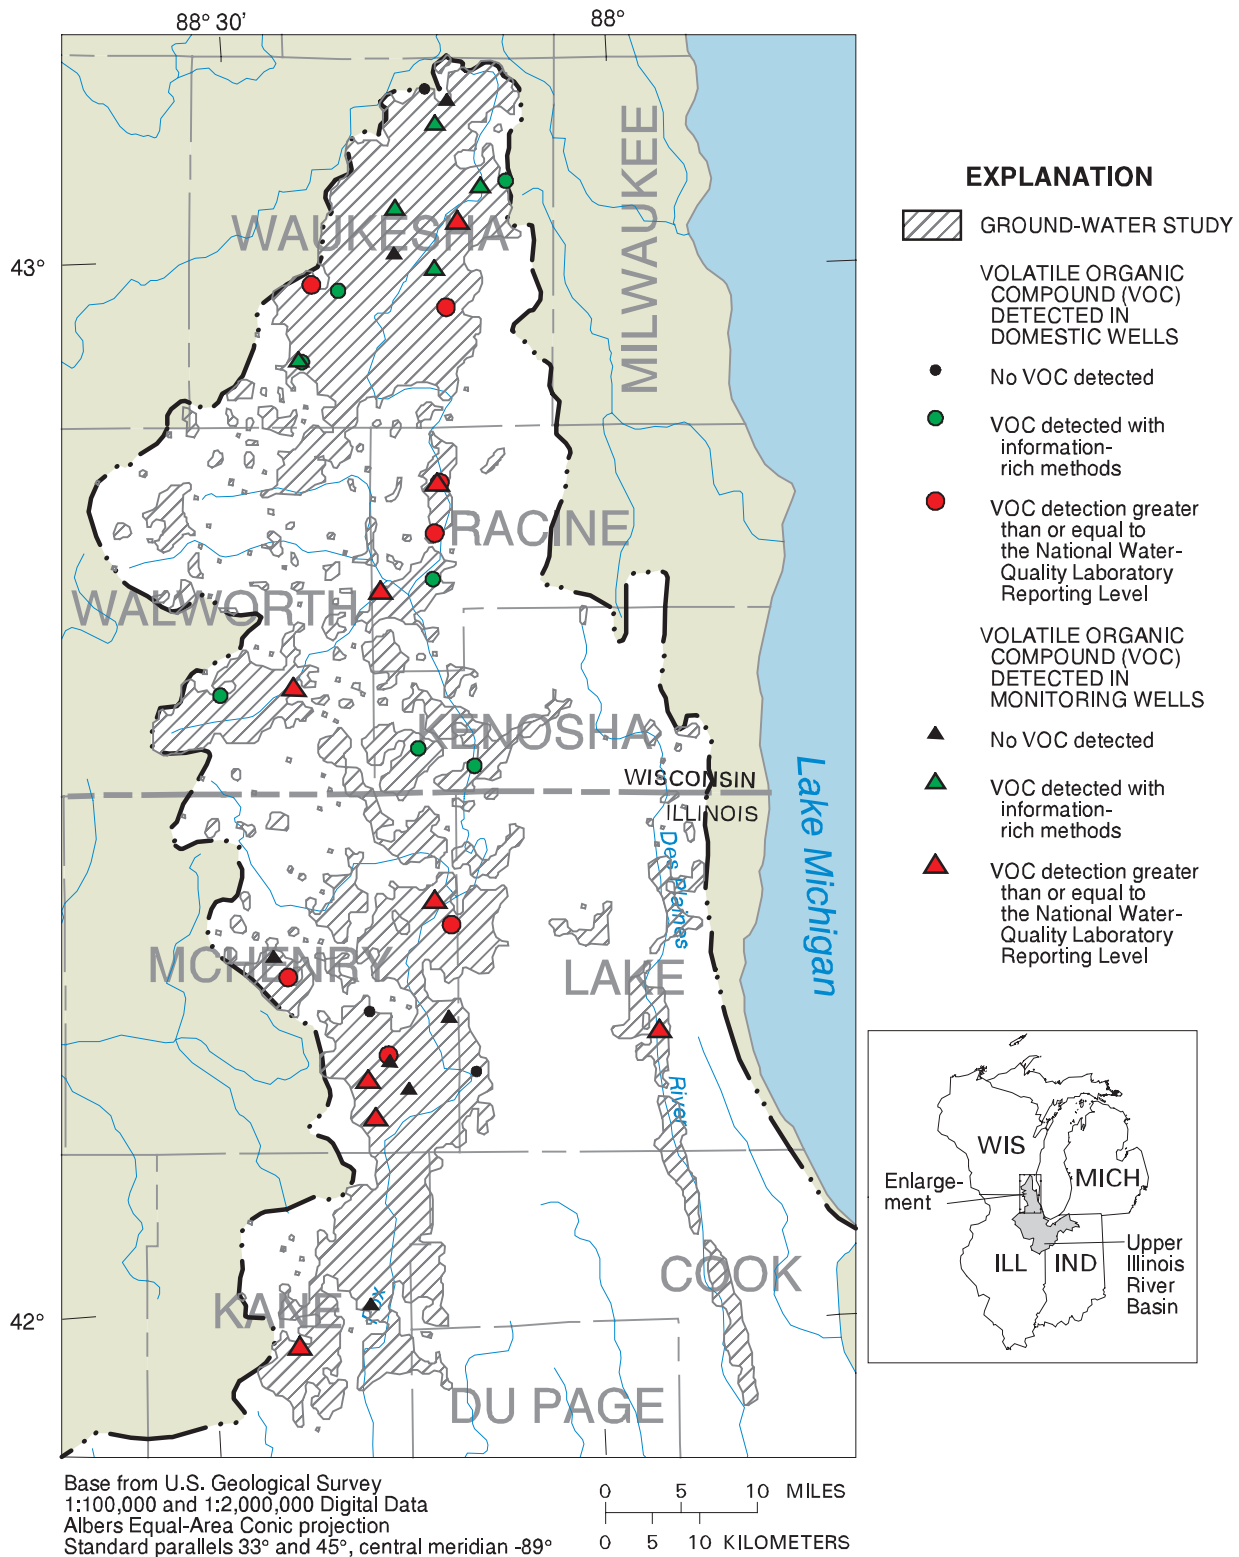 88° 30'
88°
43°
42°
WAUKESHA
MILWAUKEE
RACINE
WALWORTH
KENOSHA
WISCONSIN
ILLINOIS
Lake Michigan
Des Plaines
River
MCHENRY
LAKE
COOK
KANE
Fox
DU PAGE
EXPLANATION
GROUND-WATER STUDY
VOLATILE ORGANIC
COMPOUND (VOC)
DETECTED IN
DOMESTIC WELLS
No VOC detected
VOC detected with
information-
rich methods
VOC detection greater
than or equal to
the National Water-
Quality Laboratory
Reporting Level
VOLATILE ORGANIC
COMPOUND (VOC)
DETECTED IN
MONITORING WELLS
No VOC detected
VOC detected with
information-
rich methods
VOC detection greater
than or equal to
the National Water-
Quality Laboratory
Reporting Level
WIS
MICH
Enlarge-
ment
ILL
IND
Upper
Illinois
River
Basin
Base from U.S. Geological Survey
1:100,000 and 1:2,000,000 Digital Data
Albers Equal-Area Conic projection
Standard parallels 33° and 45°, central meridian -89°
0 5 10 MILES
0 5 10 KILOMETERS